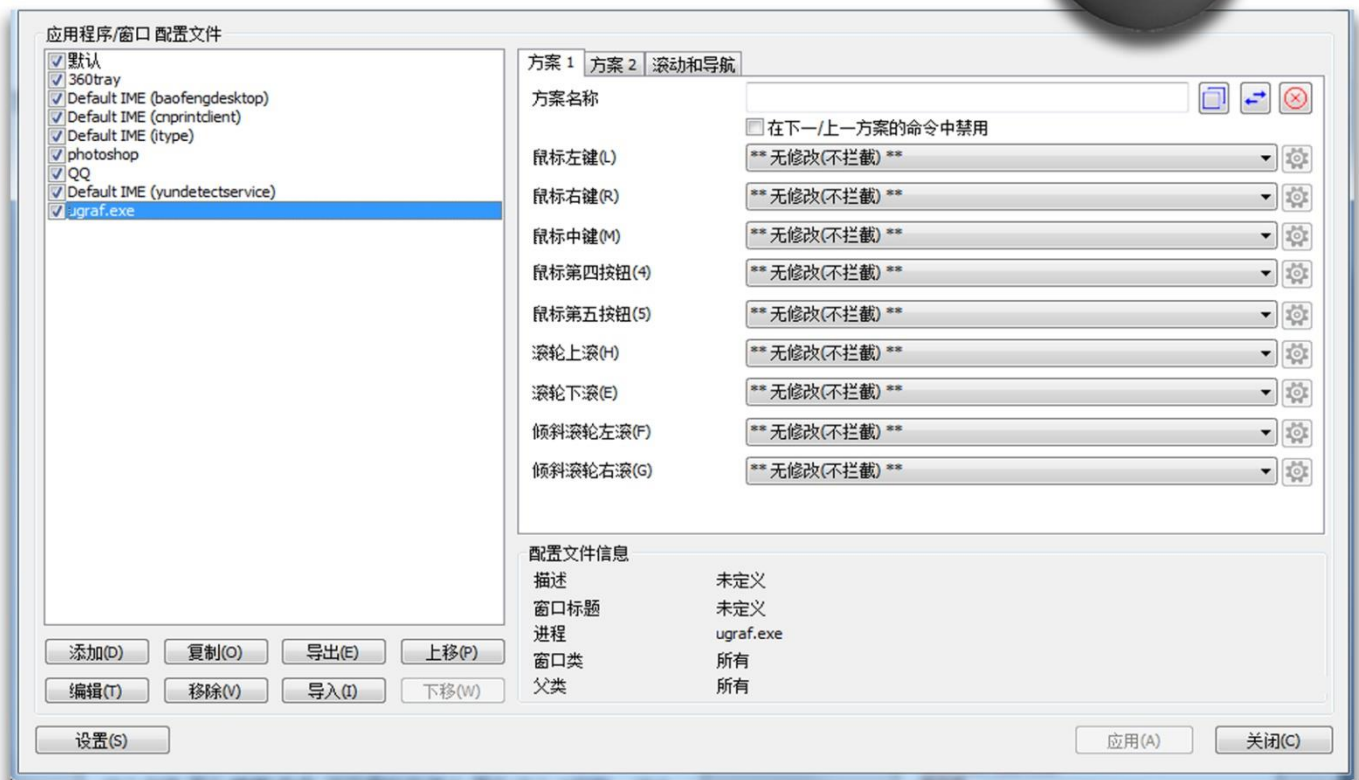 应用程序/窗口 配置文件
默认
360tray
Default IME (baofengdesktop)
Default IME (cnprintclient)
Default IME (itype)
photoshop
QQ
Default IME (yundetectservice)
ugraf.exe
添加(D) 复制(O) 导出(E) 上移(P)
编辑(T) 移除(V) 导入(I) 下移(W)
方案 1 方案 2 滚动和导航
方案名称
在下一/上一方案的命令中禁用
鼠标左键(L) ** 无修改(不拦截) **
鼠标右键(R) ** 无修改(不拦截) **
鼠标中键(M) ** 无修改(不拦截) **
鼠标第四按钮(4) ** 无修改(不拦截) **
鼠标第五按钮(5) ** 无修改(不拦截) **
滚轮上滚(H) ** 无修改(不拦截) **
滚轮下滚(E) ** 无修改(不拦截) **
倾斜滚轮左滚(F) ** 无修改(不拦截) **
倾斜滚轮右滚(G) ** 无修改(不拦截) **
配置文件信息
描述 未定义
窗口标题 未定义
进程 ugraf.exe
窗口类 所有
父类 所有
设置(S) 应用(A) 关闭(C)